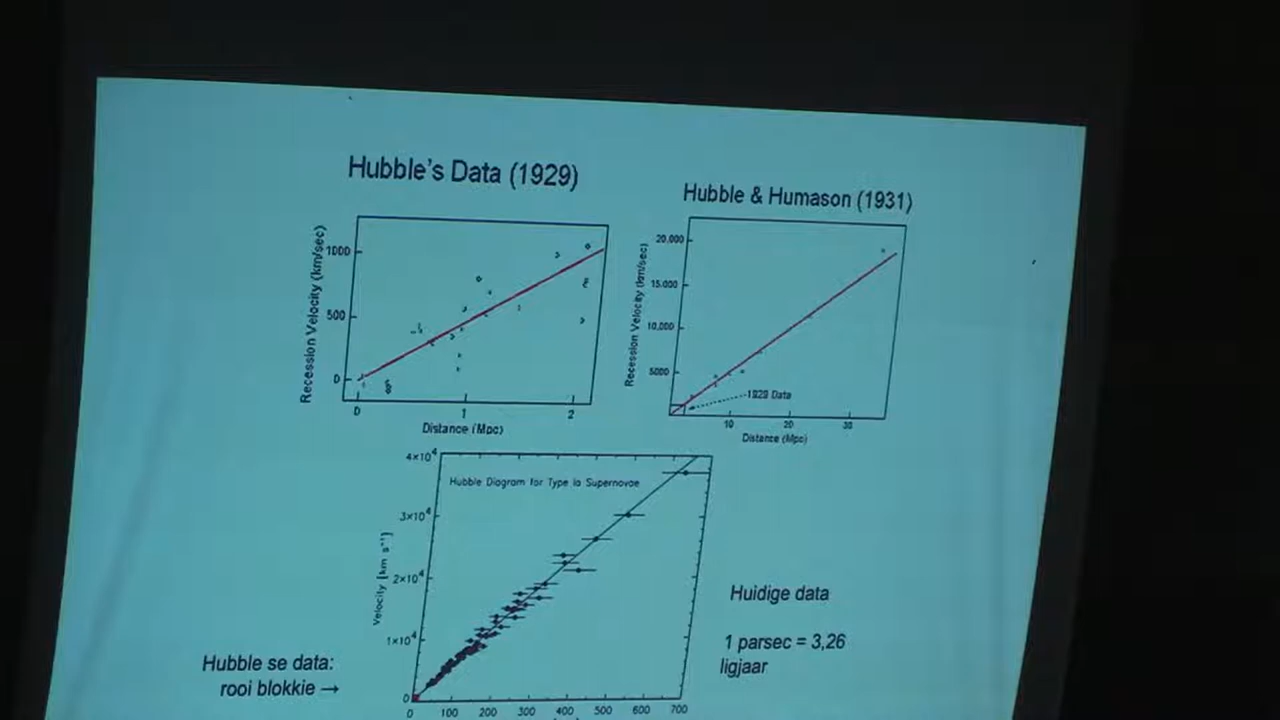 Hubble's Data (1929)
Recession Velocity (km/sec)
1000
500
0
0 1 2
Distance (Mpc)
Hubble & Humason (1931)
Recession Velocity (km/sec)
20.000
15.000
10.000
5000
1929 Data
10 20 30
Distance (Mpc)
Hubble Diagram for Type Ia Supernovae
Velocity [km s⁻¹]
4×10⁴
3×10⁴
2×10⁴
1×10⁴
0
0 100 200 300 400 500 600 700
Huidige data
1 parsec = 3,26
ligjaar
Hubble se data:
rooi blokkie →